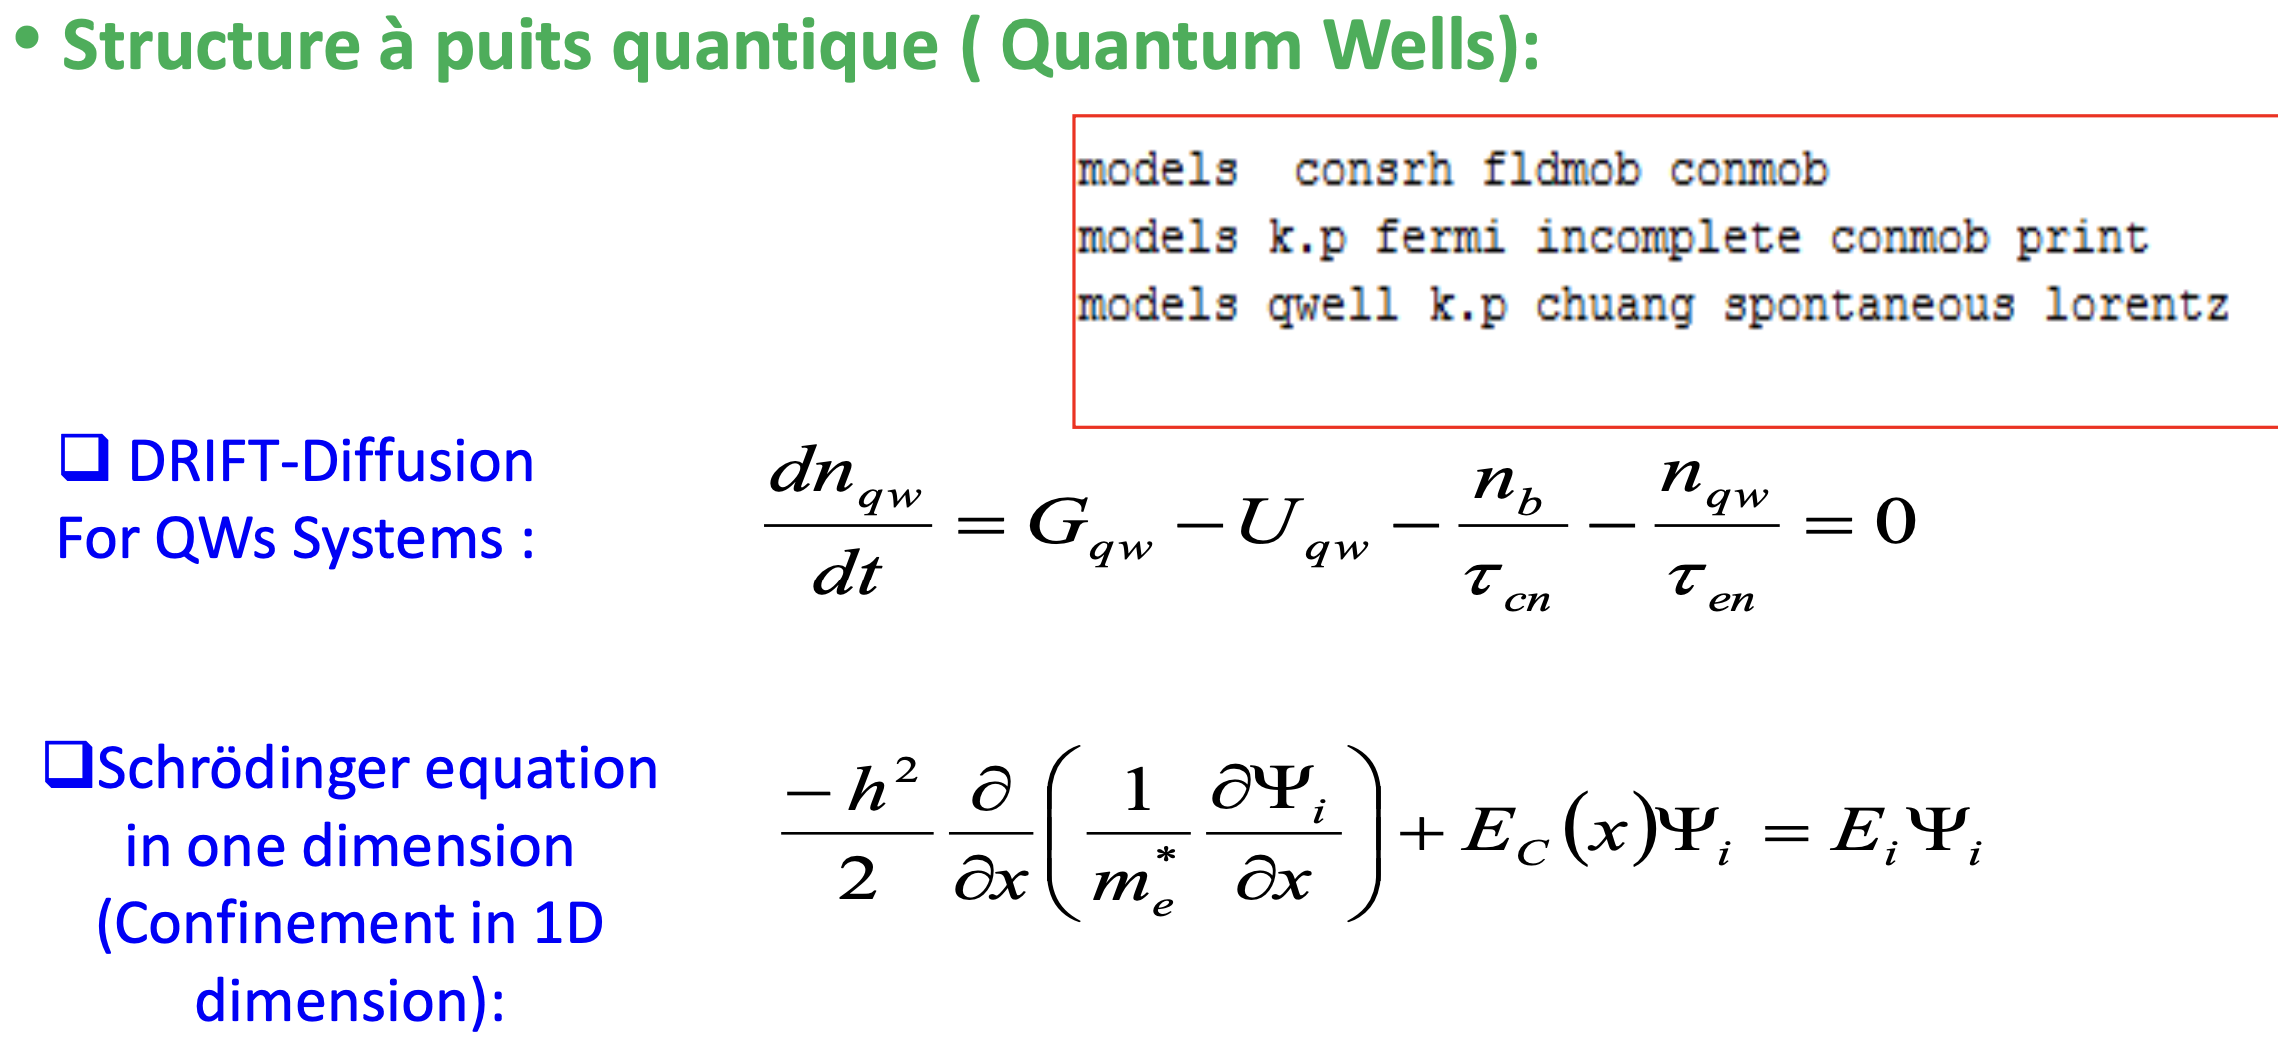 • Structure à puits quantique ( Quantum Wells):
models consrh fldmob conmob
models k.p fermi incomplete conmob print
models qwell k.p chuang spontaneous lorentz
❑ DRIFT-Diffusion
For QWs Systems :
\frac{dn_{qw}}{dt} = G_{qw} - U_{qw} - \frac{n_b}{\tau_{cn}} - \frac{n_{qw}}{\tau_{en}} = 0
❑Schrödinger equation
in one dimension
(Confinement in 1D
dimension):
\frac{-h^2}{2} \frac{\partial}{\partial x} \left( \frac{1}{m_e^*} \frac{\partial \Psi_i}{\partial x} \right) + E_C(x)\Psi_i = E_i \Psi_i